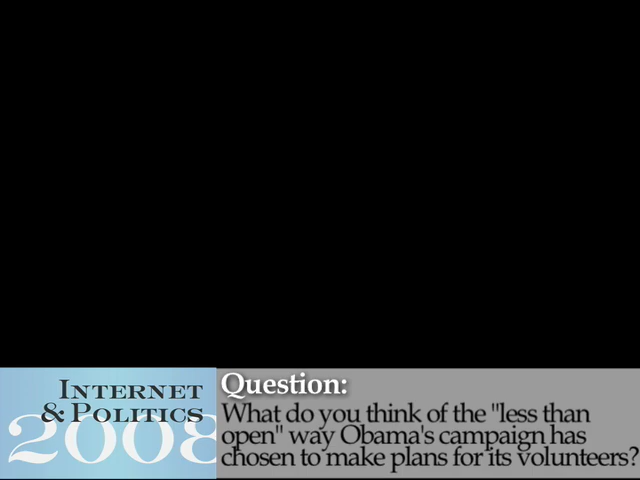 INTERNET
& POLITICS
2008
Question:
What do you think of the "less than
open" way Obama's campaign has
chosen to make plans for its volunteers?